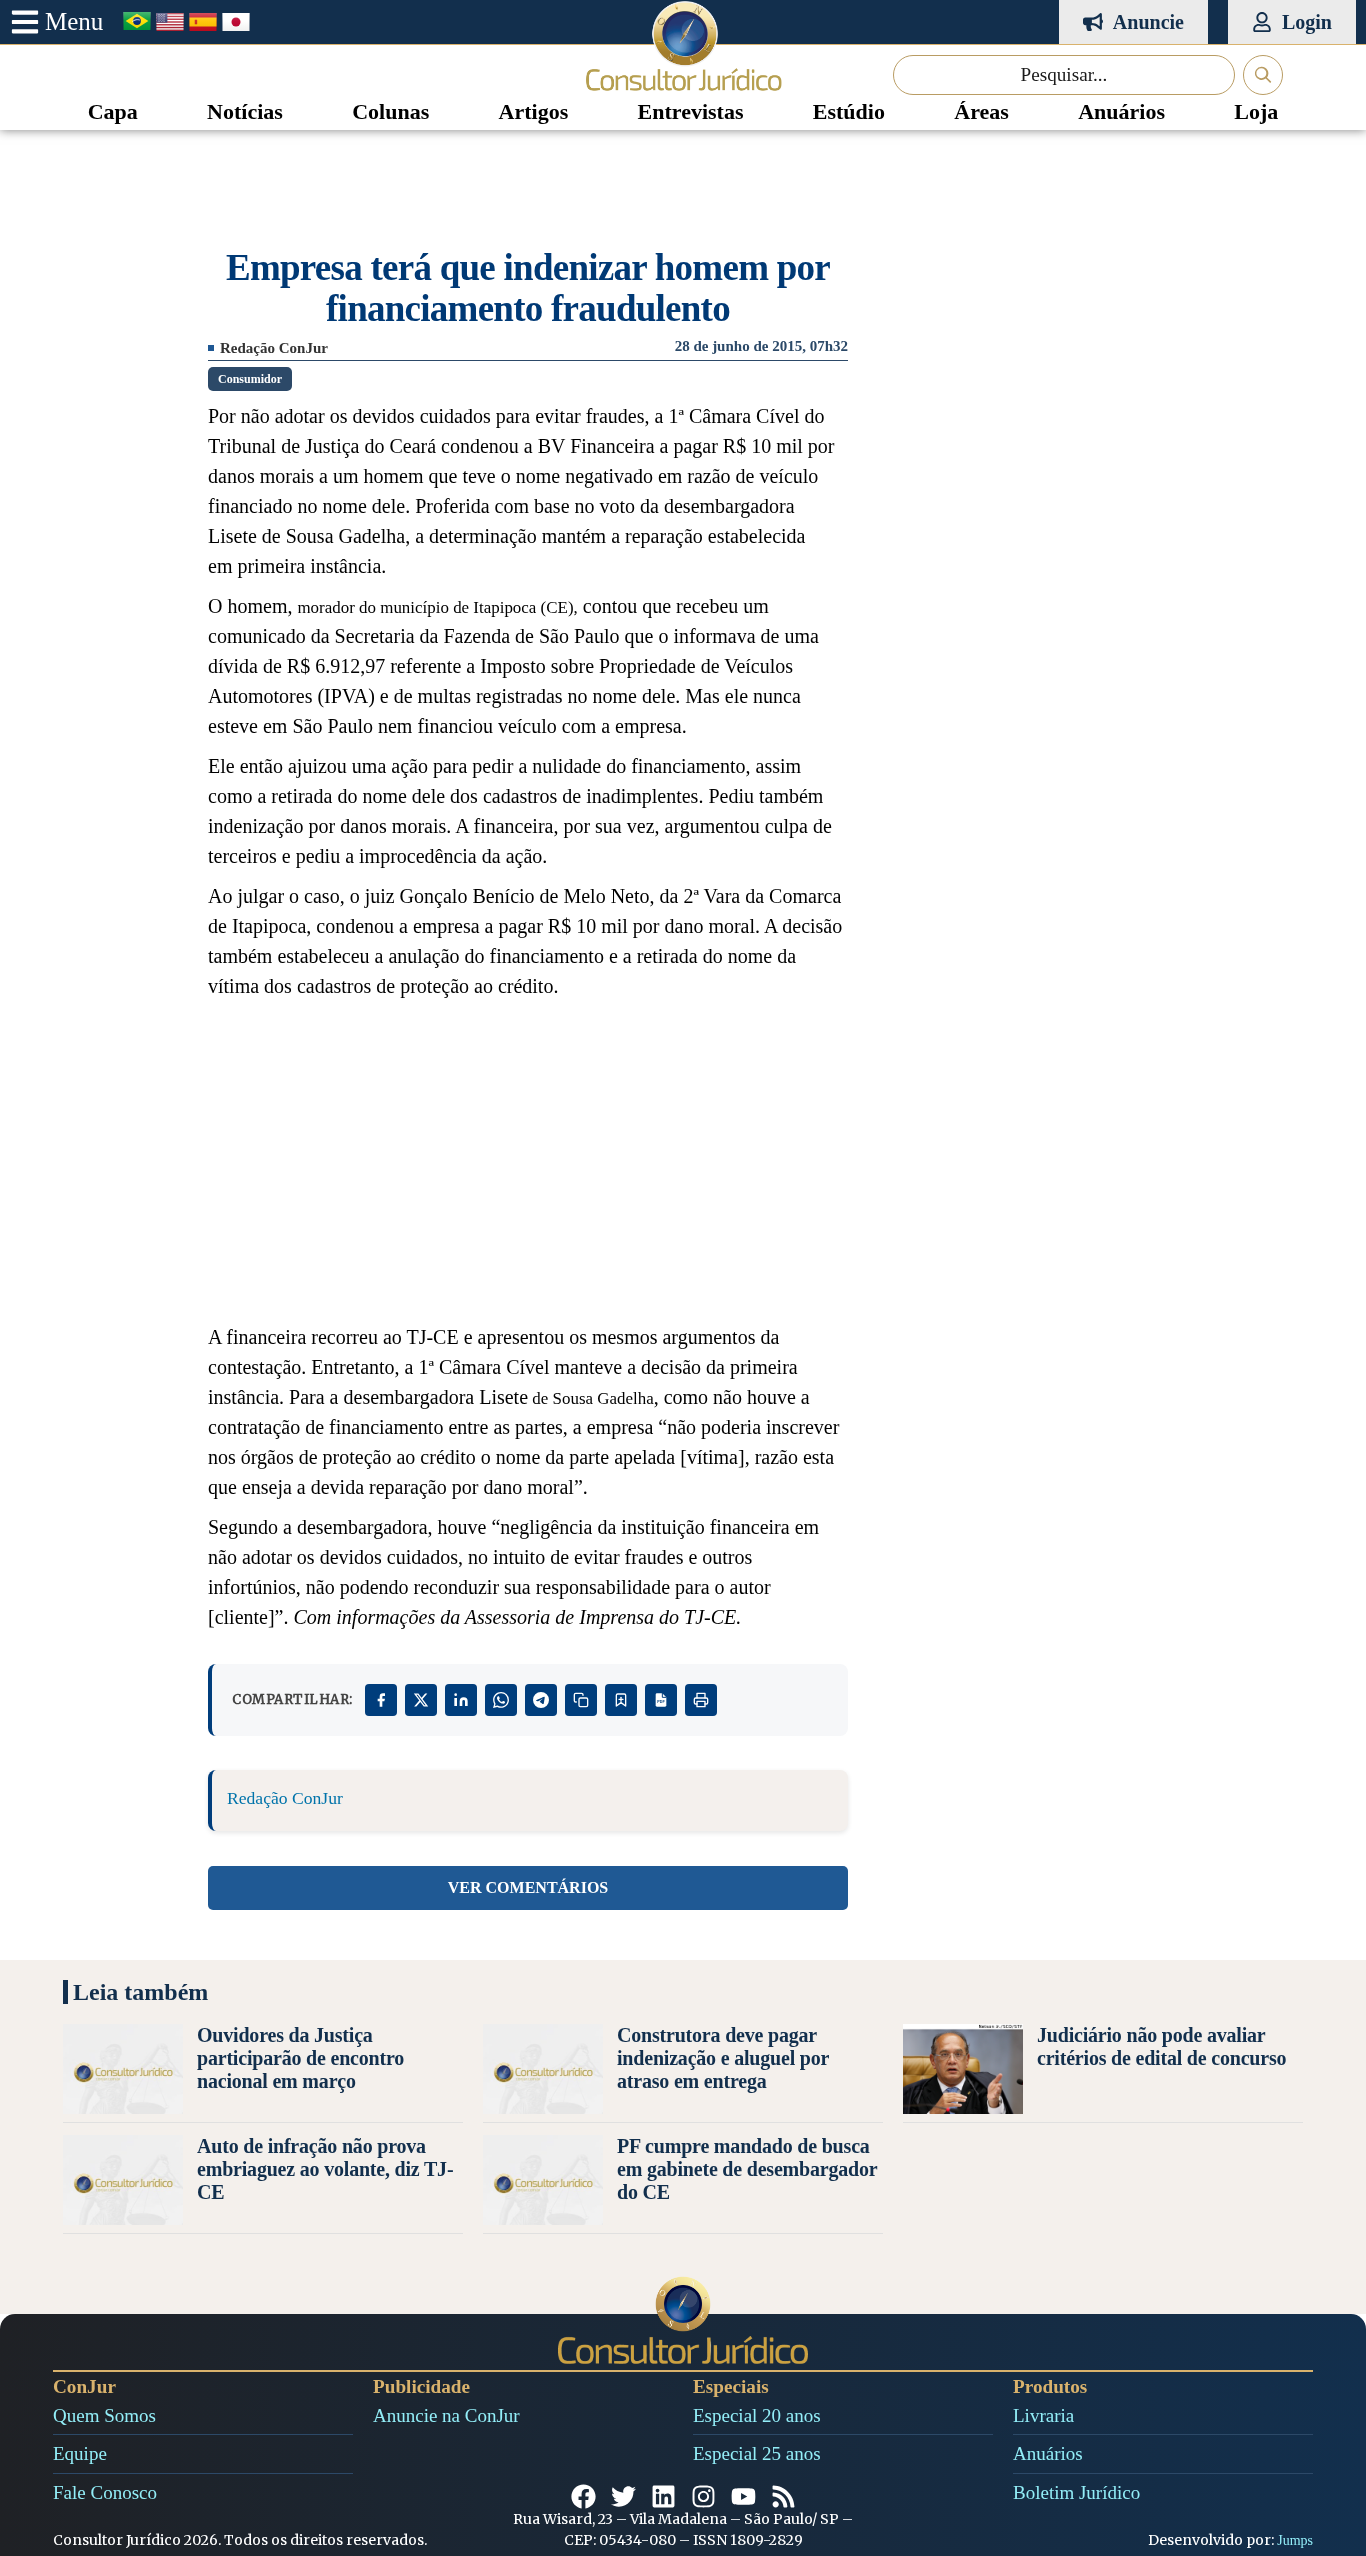 Menu
Anuncie
Login
Consultor Jurídico
Pesquisar...
Capa
Notícias
Colunas
Artigos
Entrevistas
Estúdio
Áreas
Anuários
Loja
Empresa terá que indenizar homem por
financiamento fraudulento
Redação ConJur
28 de junho de 2015, 07h32
Consumidor
Por não adotar os devidos cuidados para evitar fraudes, a 1ª Câmara Cível do
Tribunal de Justiça do Ceará condenou a BV Financeira a pagar R$ 10 mil por
danos morais a um homem que teve o nome negativado em razão de veículo
financiado no nome dele. Proferida com base no voto da desembargadora
Lisete de Sousa Gadelha, a determinação mantém a reparação estabelecida
em primeira instância.
O homem, morador do município de Itapipoca (CE), contou que recebeu um
comunicado da Secretaria da Fazenda de São Paulo que o informava de uma
dívida de R$ 6.912,97 referente a Imposto sobre Propriedade de Veículos
Automotores (IPVA) e de multas registradas no nome dele. Mas ele nunca
esteve em São Paulo nem financiou veículo com a empresa.
Ele então ajuizou uma ação para pedir a nulidade do financiamento, assim
como a retirada do nome dele dos cadastros de inadimplentes. Pediu também
indenização por danos morais. A financeira, por sua vez, argumentou culpa de
terceiros e pediu a improcedência da ação.
Ao julgar o caso, o juiz Gonçalo Benício de Melo Neto, da 2ª Vara da Comarca
de Itapipoca, condenou a empresa a pagar R$ 10 mil por dano moral. A decisão
também estabeleceu a anulação do financiamento e a retirada do nome da
vítima dos cadastros de proteção ao crédito.
A financeira recorreu ao TJ-CE e apresentou os mesmos argumentos da
contestação. Entretanto, a 1ª Câmara Cível manteve a decisão da primeira
instância. Para a desembargadora Lisete de Sousa Gadelha, como não houve a
contratação de financiamento entre as partes, a empresa “não poderia inscrever
nos órgãos de proteção ao crédito o nome da parte apelada [vítima], razão esta
que enseja a devida reparação por dano moral”.
Segundo a desembargadora, houve “negligência da instituição financeira em
não adotar os devidos cuidados, no intuito de evitar fraudes e outros
infortúnios, não podendo reconduzir sua responsabilidade para o autor
[cliente]”. Com informações da Assessoria de Imprensa do TJ-CE.
COMPARTILHAR:
Redação ConJur
VER COMENTÁRIOS
Leia também
Consultor Jurídico
Ouvidores da Justiça
participarão de encontro
nacional em março
Consultor Jurídico
Construtora deve pagar
indenização e aluguel por
atraso em entrega
Judiciário não pode avaliar
critérios de edital de concurso
Consultor Jurídico
Auto de infração não prova
embriaguez ao volante, diz TJ-
CE
Consultor Jurídico
PF cumpre mandado de busca
em gabinete de desembargador
do CE
Consultor Jurídico
ConJur
Quem Somos
Equipe
Fale Conosco
Publicidade
Anuncie na ConJur
Especiais
Especial 20 anos
Especial 25 anos
Produtos
Livraria
Anuários
Boletim Jurídico
Consultor Jurídico 2026. Todos os direitos reservados.
Rua Wisard, 23 – Vila Madalena – São Paulo/ SP –
CEP: 05434-080 – ISSN 1809-2829
Desenvolvido por: Jumps